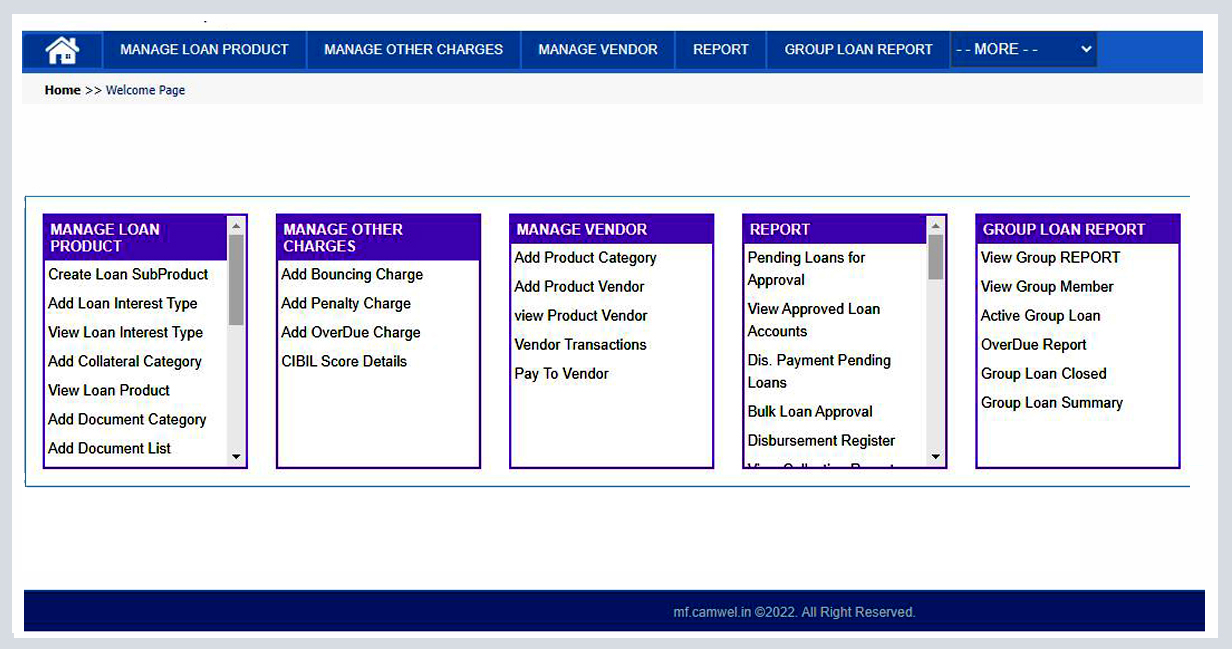 MANAGE LOAN PRODUCT
MANAGE OTHER CHARGES
MANAGE VENDOR
REPORT
GROUP LOAN REPORT
- - MORE - -
Home >> Welcome Page
MANAGE LOAN
PRODUCT
Create Loan SubProduct
Add Loan Interest Type
View Loan Interest Type
Add Collateral Category
View Loan Product
Add Document Category
Add Document List
MANAGE OTHER
CHARGES
Add Bouncing Charge
Add Penalty Charge
Add OverDue Charge
CIBIL Score Details
MANAGE VENDOR
Add Product Category
Add Product Vendor
view Product Vendor
Vendor Transactions
Pay To Vendor
REPORT
Pending Loans for
Approval
View Approved Loan
Accounts
Dis. Payment Pending
Loans
Bulk Loan Approval
Disbursement Register
GROUP LOAN REPORT
View Group REPORT
View Group Member
Active Group Loan
OverDue Report
Group Loan Closed
Group Loan Summary
mf.camwel.in ©2022. All Right Reserved.